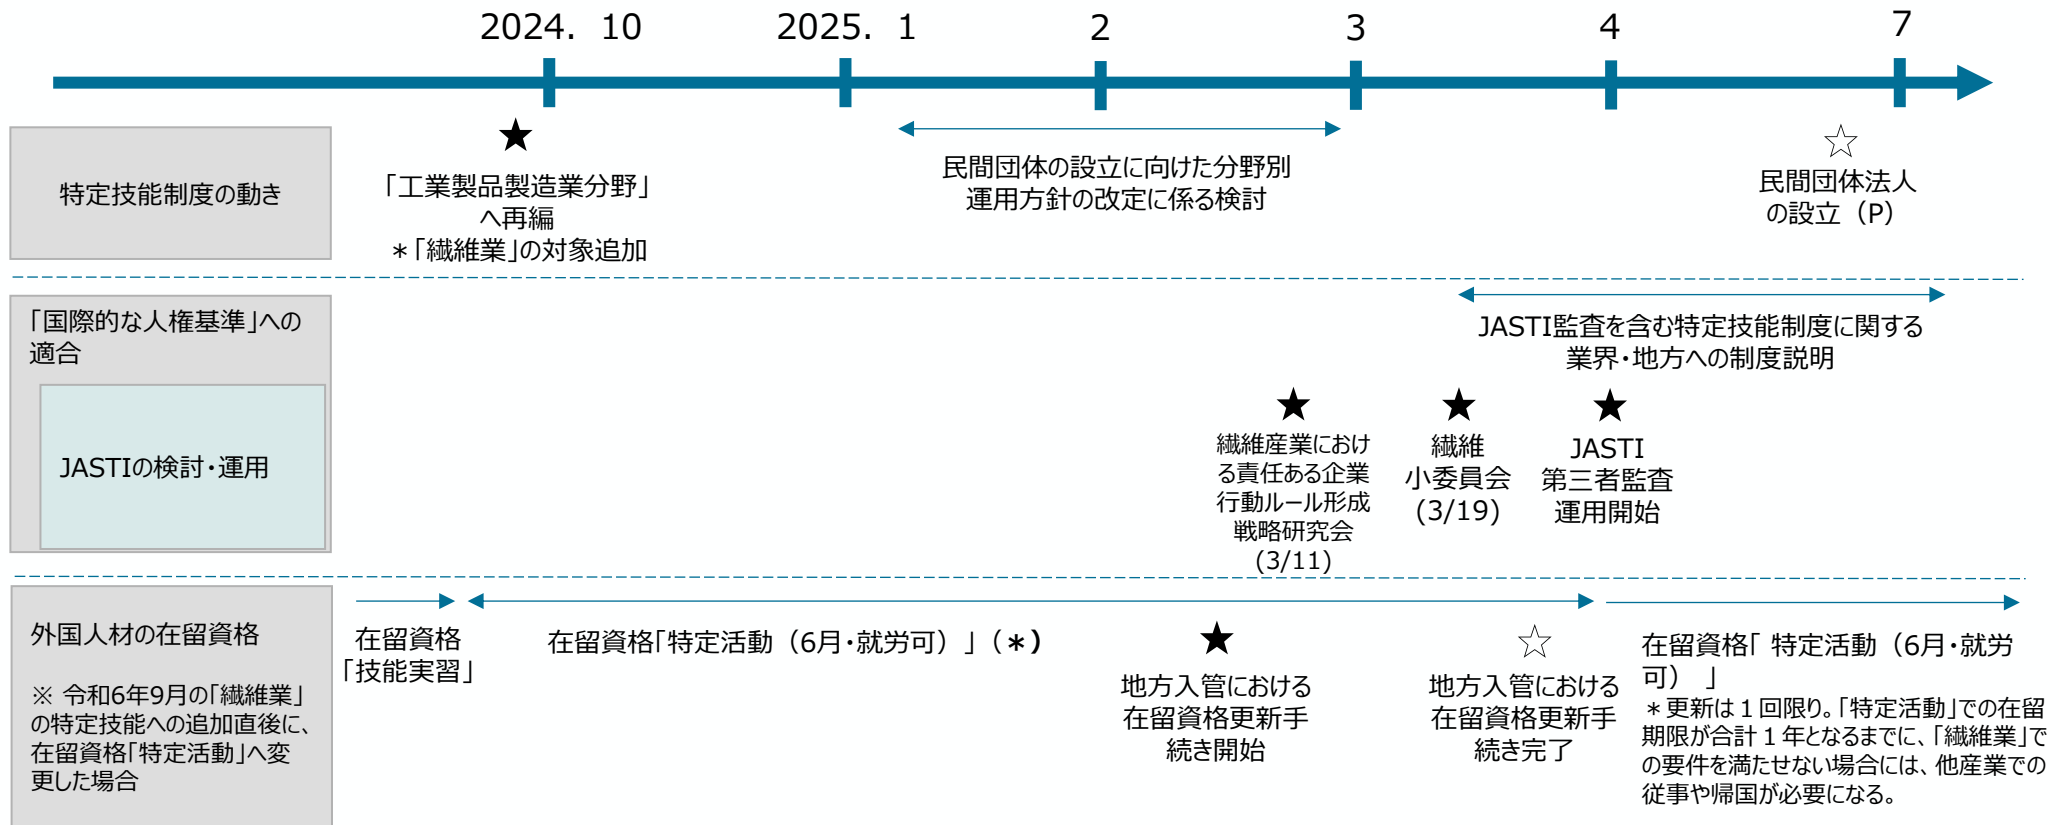 2024. 10
2025. 1
2
3
4
7
特定技能制度の動き
★
「工業製品製造業分野」
へ再編
＊「繊維業」の対象追加
民間団体の設立に向けた分野別
運用方針の改定に係る検討
☆
民間団体法人
の設立（P）
「国際的な人権基準」への
適合
JASTIの検討・運用
JASTI監査を含む特定技能制度に関する
業界・地方への制度説明
★
繊維産業におけ
る責任ある企業
行動ルール形成
戦略研究会
(3/11)
★
繊維
小委員会
(3/19)
★
JASTI
第三者監査
運用開始
外国人材の在留資格
※ 令和6年9月の「繊維業」
の特定技能への追加直後に、
在留資格「特定活動」へ変
更した場合
在留資格
「技能実習」
在留資格「特定活動（6月・就労可）」（＊）
★
地方入管における
在留資格更新手
続き開始
☆
地方入管における
在留資格更新手
続き完了
在留資格「 特定活動（6月・就労
可） 」
＊更新は１回限り。「特定活動」での在留
期限が合計１年となるまでに、「繊維業」で
の要件を満たせない場合には、他産業での
従事や帰国が必要になる。